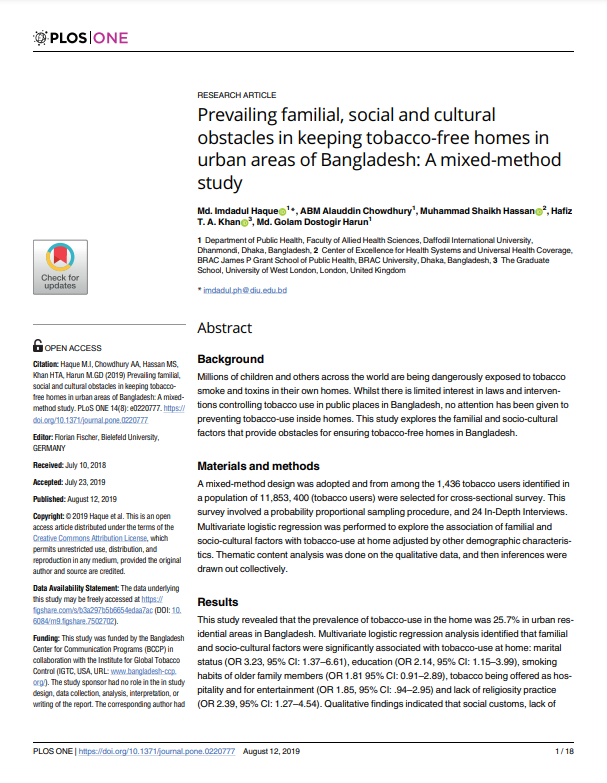 PLOS ONE
RESEARCH ARTICLE
Prevailing familial, social and cultural
obstacles in keeping tobacco-free homes in
urban areas of Bangladesh: A mixed-method
study
Md. Imdadul Haque 1*, ABM Alauddin Chowdhury1, Muhammad Shaikh Hassan 2, Hafiz
T. A. Khan 3, Md. Golam Dostogir Harun1
1 Department of Public Health, Faculty of Allied Health Sciences, Daffodil International University,
Dhanmondi, Dhaka, Bangladesh, 2 Center of Excellence for Health Systems and Universal Health Coverage,
BRAC James P Grant School of Public Health, BRAC University, Dhaka, Bangladesh, 3 The Graduate
School, University of West London, London, United Kingdom
* imdadul.ph@diu.edu.bd
Check for
updates
OPEN ACCESS
Citation: Haque M.I, Chowdhury AA, Hassan MS,
Khan HTA, Harun M.GD (2019) Prevailing familial,
social and cultural obstacles in keeping tobacco-
free homes in urban areas of Bangladesh: A mixed-
method study. PLoS ONE 14(8): e0220777. https://
doi.org/10.1371/journal.pone.0220777
Editor: Florian Fischer, Bielefeld University,
GERMANY
Received: July 10, 2018
Accepted: July 23, 2019
Published: August 12, 2019
Copyright: © 2019 Haque et al. This is an open
access article distributed under the terms of the
Creative Commons Attribution License, which
permits unrestricted use, distribution, and
reproduction in any medium, provided the original
author and source are credited.
Data Availability Statement: The data underlying
this study may be freely accessed at https://
figshare.com/s/b3a297b5b6654edaa7ac (DOI: 10.
6084/m9.figshare.7502702).
Funding: This study was funded by the Bangladesh
Center for Communication Programs (BCCP) in
collaboration with the Institute for Global Tobacco
Control (IGTC, USA, URL: www.bangladesh-ccp.
org/). The study sponsor had no role in the in study
design, data collection, analysis, interpretation, or
writing of the report. The corresponding author had
Abstract
Background
Millions of children and others across the world are being dangerously exposed to tobacco
smoke and toxins in their own homes. Whilst there is limited interest in laws and interven-
tions controlling tobacco use in public places in Bangladesh, no attention has been given to
preventing tobacco-use inside homes. This study explores the familial and socio-cultural
factors that provide obstacles for ensuring tobacco-free homes in Bangladesh.
Materials and methods
A mixed-method design was adopted and from among the 1,436 tobacco users identified in
a population of 11,853, 400 (tobacco users) were selected for cross-sectional survey. This
survey involved a probability proportional sampling procedure, and 24 In-Depth Interviews.
Multivariate logistic regression was performed to explore the association of familial and
socio-cultural factors with tobacco-use at home adjusted by other demographic characteris-
tics. Thematic content analysis was done on the qualitative data, and then inferences were
drawn out collectively.
Results
This study revealed that the prevalence of tobacco-use in the home was 25.7% in urban res-
idential areas in Bangladesh. Multivariate logistic regression analysis identified that familial
and socio-cultural factors were significantly associated with tobacco-use at home: marital
status (OR 3.23, 95% CI: 1.37–6.61), education (OR 2.14, 95% CI: 1.15–3.99), smoking
habits of older family members (OR 1.81 95% CI: 0.91–2.89), tobacco being offered as hos-
pitality and for entertainment (OR 1.85, 95% CI: .94–2.95) and lack of religiosity practice
(OR 2.39, 95% CI: 1.27–4.54). Qualitative findings indicated that social customs, lack of
PLOS ONE | https://doi.org/10.1371/journal.pone.0220777 August 12, 2019
1 / 18